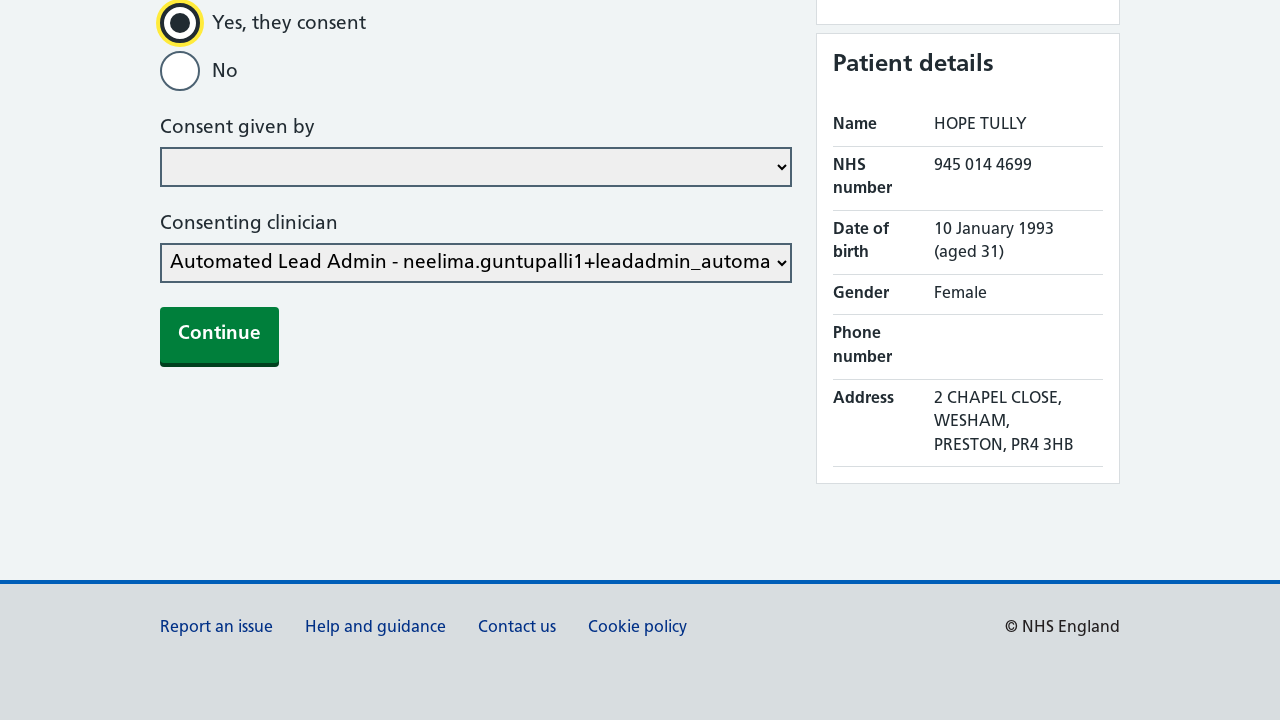 Yes, they consent
No
Consent given by
Consenting clinician
Automated Lead Admin - neelima.guntupalli1+leadadmin_automa
Continue
Patient details
Name HOPE TULLY
NHS number 945 014 4699
Date of birth 10 January 1993 (aged 31)
Gender Female
Phone number
Address 2 CHAPEL CLOSE,
WESHAM,
PRESTON, PR4 3HB
Report an issue Help and guidance Contact us Cookie policy © NHS England